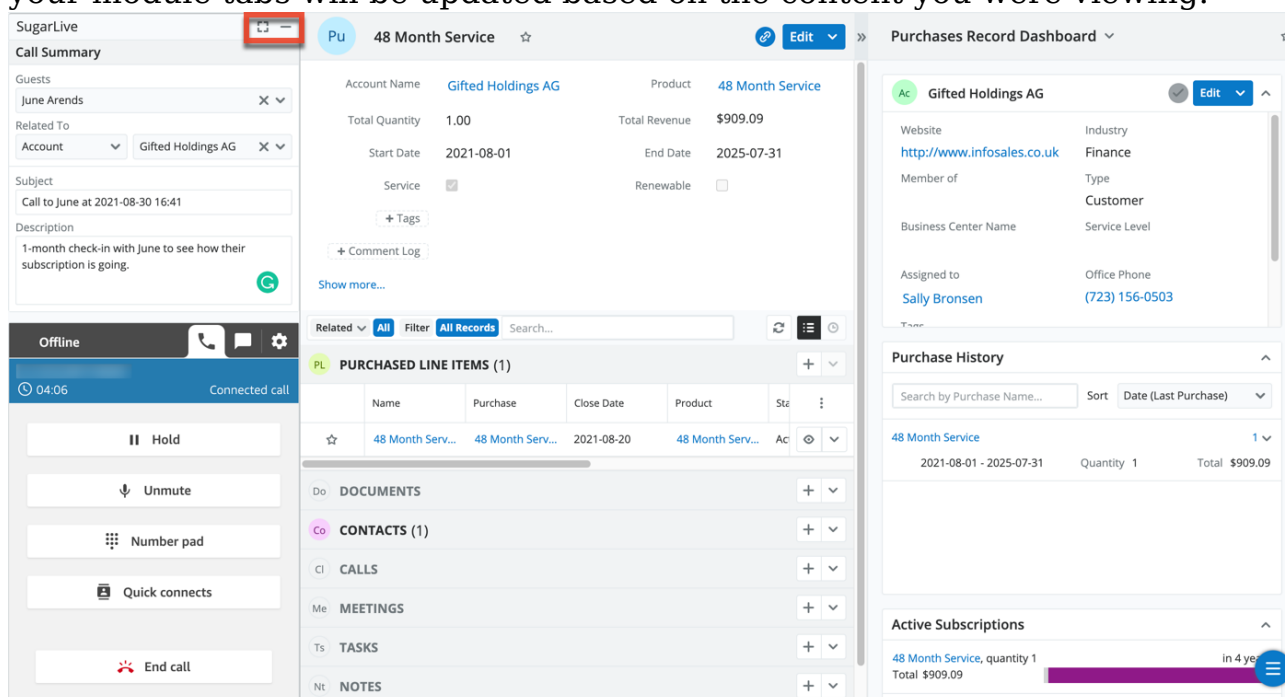 your module tabs will be updated based on the content you were viewing.
SugarLive
Call Summary
Guests
June Arends
Related To
Account
Gifted Holdings AG
Subject
Call to June at 2021-08-30 16:41
Description
1-month check-in with June to see how their
subscription is going.
Offline
04:06
Connected call
Hold
Unmute
Number pad
Quick connects
End call
Pu
48 Month Service
Edit
Account Name
Gifted Holdings AG
Product
48 Month Service
Total Quantity
1.00
Total Revenue
$909.09
Start Date
2021-08-01
End Date
2025-07-31
Service
Renewable
+ Tags
+ Comment Log
Show more...
Related
All
Filter
All Records
Search...
PL
PURCHASED LINE ITEMS (1)
Name
Purchase
Close Date
Product
Sta
48 Month Serv...
48 Month Serv...
2021-08-20
48 Month Serv...
Ac
Do
DOCUMENTS
Co
CONTACTS (1)
Cl
CALLS
Me
MEETINGS
Ts
TASKS
Nt
NOTES
Purchases Record Dashboard
Ac
Gifted Holdings AG
Edit
Website
Industry
http://www.infosales.co.uk
Finance
Member of
Type
Customer
Business Center Name
Service Level
Assigned to
Office Phone
Sally Bronsen
(723) 156-0503
Tags
Purchase History
Search by Purchase Name...
Sort
Date (Last Purchase)
48 Month Service
1
2021-08-01 - 2025-07-31
Quantity 1
Total $909.09
Active Subscriptions
48 Month Service, quantity 1
in 4 ye
Total $909.09